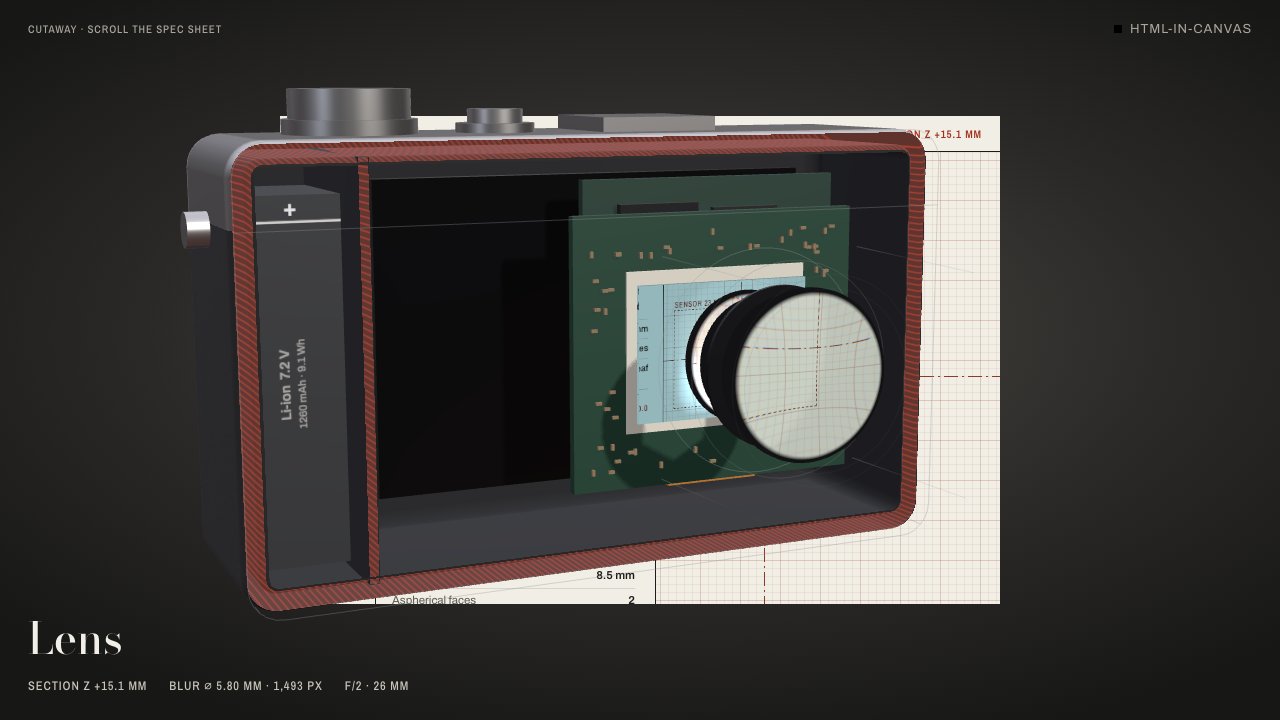 CUTAWAY · SCROLL THE SPEC SHEET
HTML-IN-CANVAS
Z +15.1 MM
+
Li-ion 7.2 V
1260 mAh · 9.1 Wh
SENSOR
8.5 mm
Aspherical faces 2
Lens
SECTION Z +15.1 MM BLUR ⌀ 5.80 MM · 1,493 PX F/2 · 26 MM